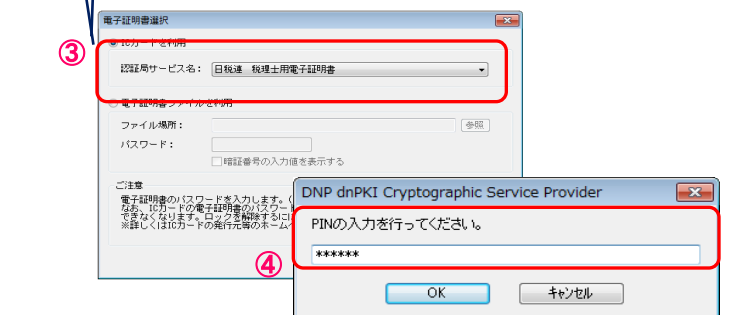 電子証明書選択
③
ICカードを利用
認証局サービス名： 日税連 税理士用電子証明書
電子証明書ファイルを利用
ファイル場所： 参照
パスワード：
暗証番号の入力値を表示する
ご注意
電子証明書のパスワードを入力します。(
なお、ICカードの電子証明書のパスワード
できなくなります。ロックを解除するには
※詳しくはICカードの発行元等のホームペ
DNP dnPKI Cryptographic Service Provider
PINの入力を行ってください。
④
******
OK キャンセル